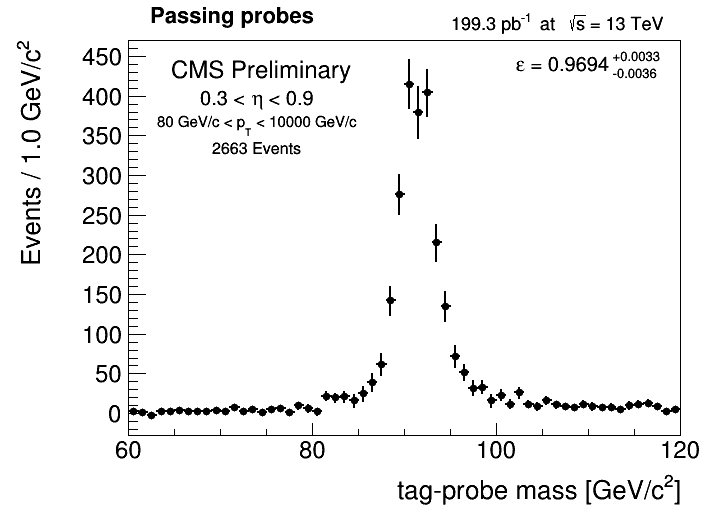 Passing probes
199.3 pb⁻¹ at √s = 13 TeV
CMS Preliminary
0.3 < η < 0.9
80 GeV/c < p_T < 10000 GeV/c
2663 Events
ε = 0.9694 +0.0033 -0.0036
Events / 1.0 GeV/c²
450
400
350
300
250
200
150
100
50
0
60 80 100 120
tag-probe mass [GeV/c²]